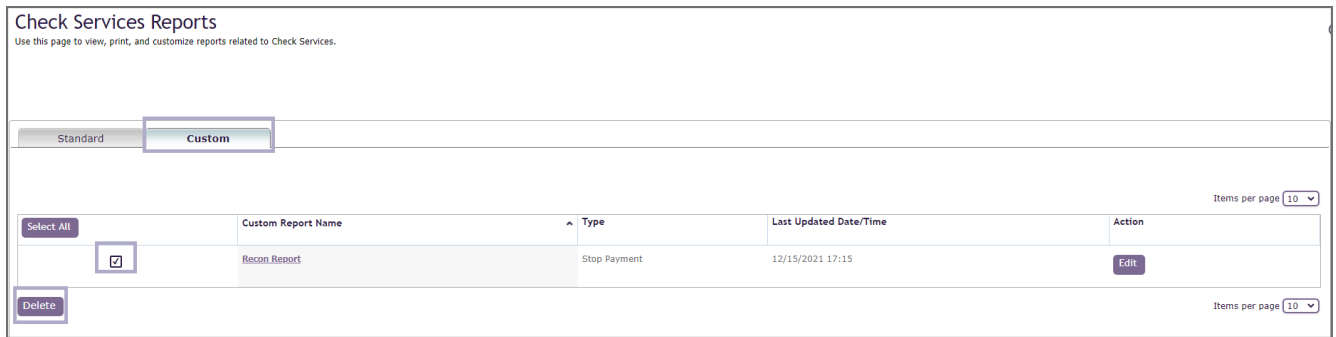 Check Services Reports
Use this page to view, print, and customize reports related to Check Services.
Standard Custom
Items per page 10
Select All Custom Report Name Type Last Updated Date/Time Action
Recon Report Stop Payment 12/15/2021 17:15 Edit
Delete Items per page 10